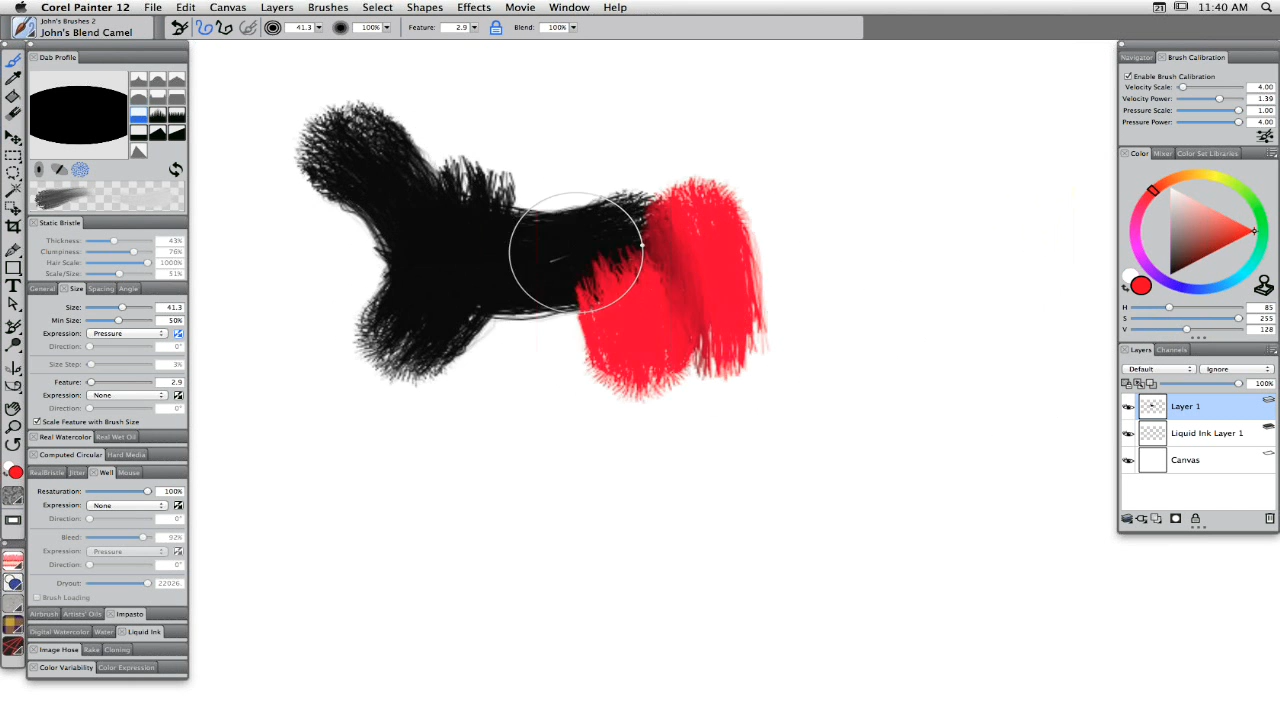 Corel Painter 12 File Edit Canvas Layers Brushes Select Shapes Effects Movie Window Help 21 11:40 AM
John's Brushes 2
John's Blend Camel
41.3 100% Feature: 2.9 Blend: 100%
Dab Profile
Static Bristle
Thickness: 43%
Clumpiness: 76%
Hair Scale: 1000%
Scale/Size: 51%
General Size Spacing Angle
Size: 41.3
Min Size: 50%
Expression: Pressure
Direction: 0°
Size Step: 3%
Feature: 2.9
Expression: None
Direction: 0°
Scale Feature with Brush Size
Real Watercolor Real Wet Oil
Computed Circular Hard Media
RealBristle Jitter Well Mouse
Resaturation: 100%
Expression: None
Direction: 0°
Bleed: 92%
Expression: Pressure
Direction: 0°
Dryout: 22026.
Brush Loading
Airbrush Artists' Oils Impasto
Digital Watercolor Water Liquid Ink
Image Hose Rake Cloning
Color Variability Color Expression
Navigator Brush Calibration
Enable Brush Calibration
Velocity Scale: 4.00
Velocity Power: 1.39
Pressure Scale: 1.00
Pressure Power: 4.00
Color Mixer Color Set Libraries
H 85
S 255
V 128
Layers Channels
Default Ignore
100%
Layer 1
Liquid Ink Layer 1
Canvas